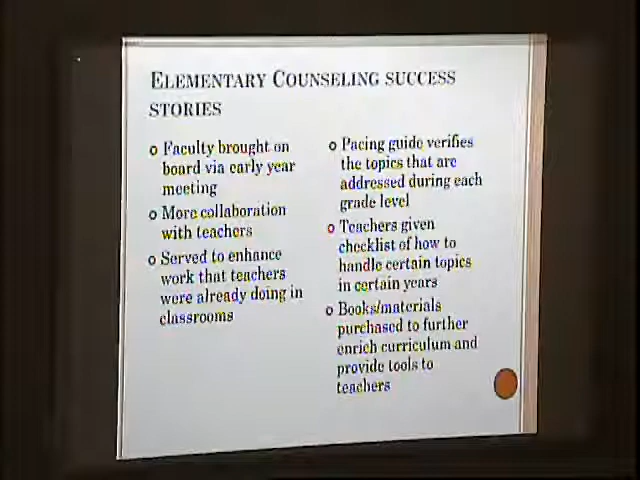 ELEMENTARY COUNSELING SUCCESS
STORIES
Faculty brought on
board via early year
meeting
More collaboration
with teachers
Served to enhance
work that teachers
were already doing in
classrooms
Pacing guide verifies
the topics that are
addressed during each
grade level
Teachers given
checklist of how to
handle certain topics
in certain years
Books/materials
purchased to further
enrich curriculum and
provide tools to
teachers